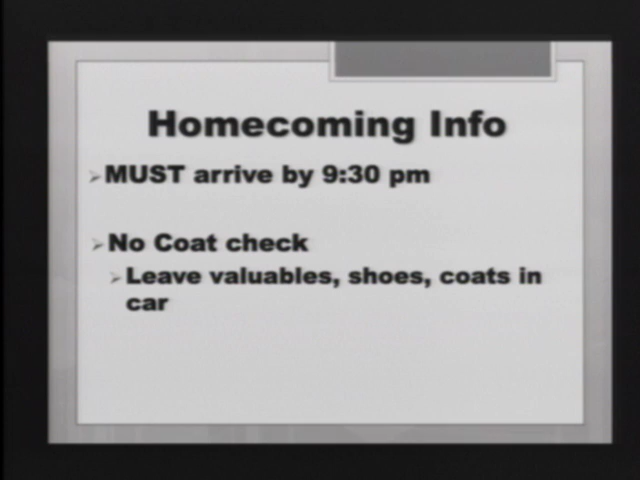 Homecoming Info
MUST arrive by 9:30 pm
No Coat check
Leave valuables, shoes, coats in
car